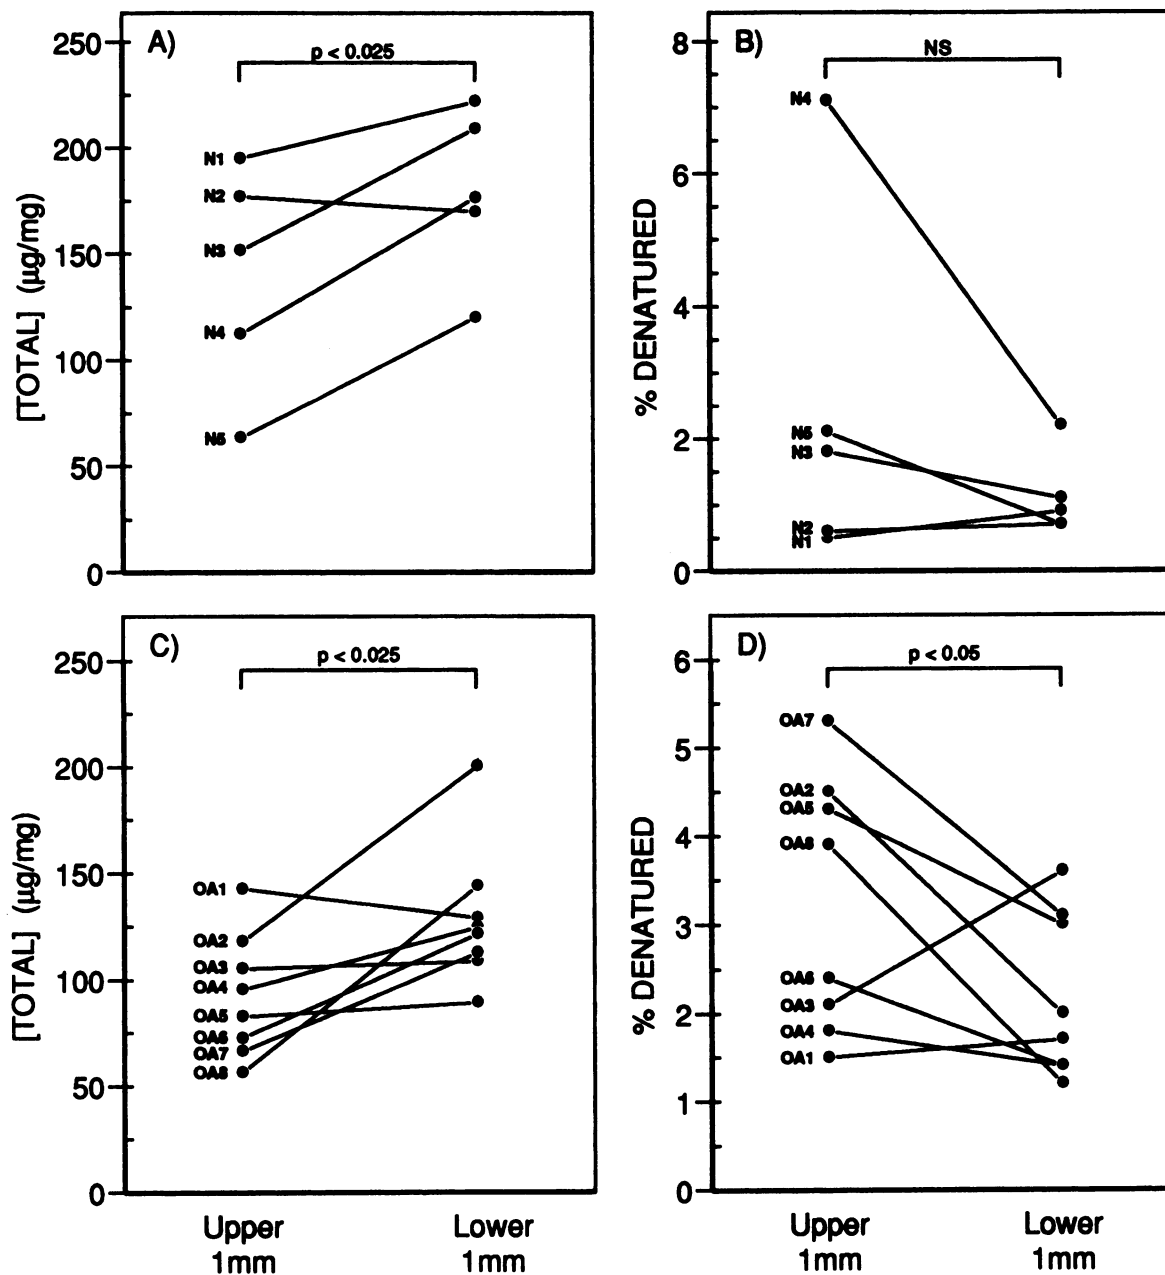 A)
p < 0.025
[TOTAL] (µg/mg)
250
200
150
100
50
0
N1
N2
N3
N4
N5
B)
NS
% DENATURED
8
6
4
2
0
N4
N5
N3
N2
N1
C)
p < 0.025
[TOTAL] (µg/mg)
250
200
150
100
50
0
OA1
OA2
OA3
OA4
OA5
OA6
OA7
OA8
Upper
1mm
Lower
1mm
D)
p < 0.05
% DENATURED
6
5
4
3
2
1
0
OA7
OA2
OA5
OA3
OA4
OA1
Upper
1mm
Lower
1mm